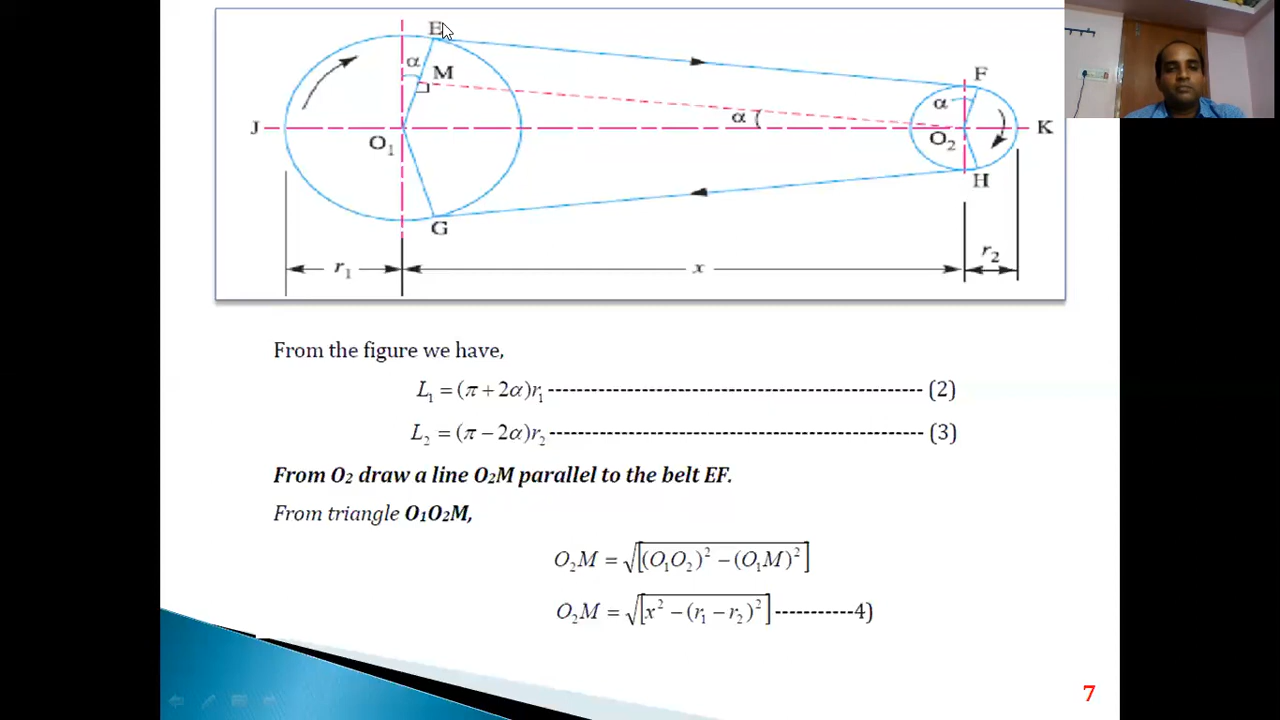 E
α
M
F
α
α
J
O₁
O₂
K
H
G
r₁
x
r₂
From the figure we have,
L₁ = (π + 2α)r₁ ------------------------------------------------- (2)
L₂ = (π − 2α)r₂ ------------------------------------------------- (3)
From O₂ draw a line O₂M parallel to the belt EF.
From triangle O₁O₂M,
O₂M = √[(O₁O₂)² − (O₁M)²]
O₂M = √[x² − (r₁ − r₂)²] -----------4)
7